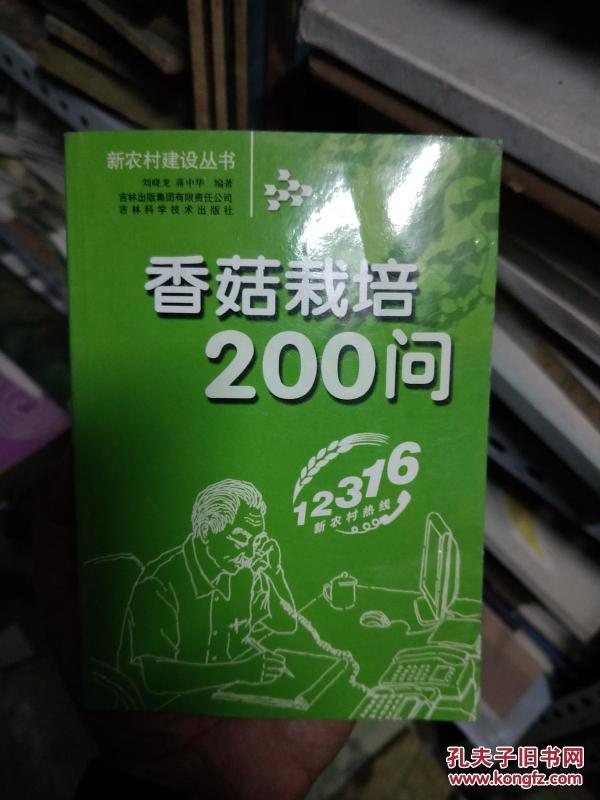 新农村建设丛书
刘晓龙 蒋中华 编著
吉林出版集团有限责任公司
吉林科学技术出版社
香菇栽培
200问
12316
新农村热线
孔夫子旧书网
www.kongfz.com